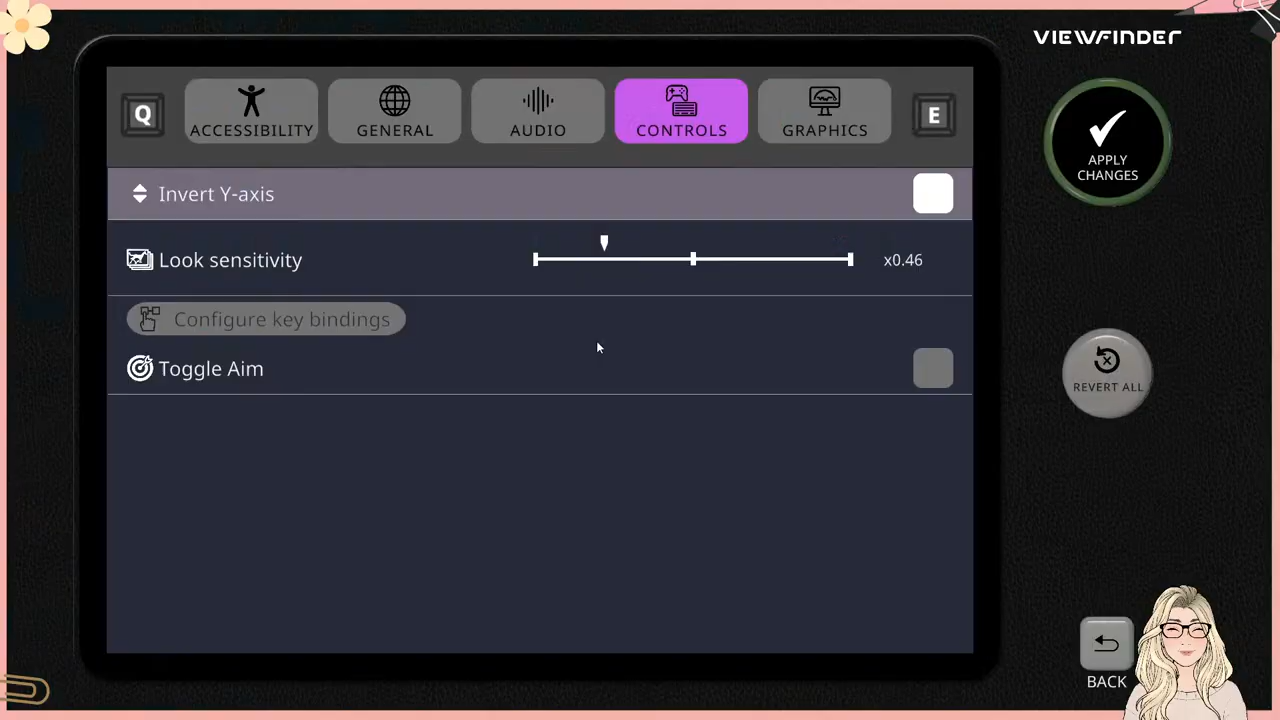 VIEWFINDER
Q
ACCESSIBILITY
GENERAL
AUDIO
CONTROLS
GRAPHICS
E
APPLY
CHANGES
Invert Y-axis
Look sensitivity
x0.46
Configure key bindings
Toggle Aim
REVERT ALL
BACK